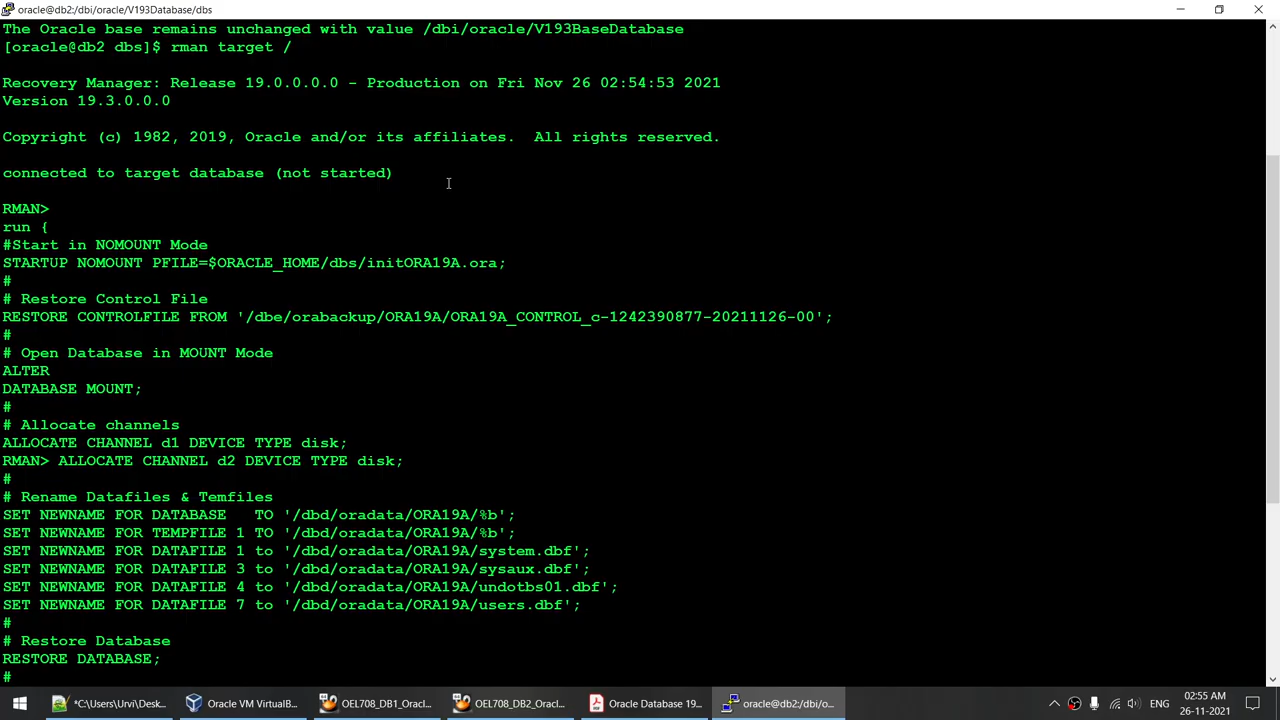 oracle@db2:/dbi/oracle/V193Database/dbs
The Oracle base remains unchanged with value /dbi/oracle/V193BaseDatabase
[oracle@db2 dbs]$ rman target /
Recovery Manager: Release 19.0.0.0.0 - Production on Fri Nov 26 02:54:53 2021
Version 19.3.0.0.0
Copyright (c) 1982, 2019, Oracle and/or its affiliates.  All rights reserved.
connected to target database (not started)
RMAN>
run {
#Start in NOMOUNT Mode
STARTUP NOMOUNT PFILE=$ORACLE_HOME/dbs/initORA19A.ora;
#
# Restore Control File
RESTORE CONTROLFILE FROM '/dbe/orabackup/ORA19A/ORA19A_CONTROL_c-1242390877-20211126-00';
#
# Open Database in MOUNT Mode
ALTER
DATABASE MOUNT;
#
# Allocate channels
ALLOCATE CHANNEL d1 DEVICE TYPE disk;
RMAN> ALLOCATE CHANNEL d2 DEVICE TYPE disk;
#
# Rename Datafiles & Temfiles
SET NEWNAME FOR DATABASE   TO '/dbd/oradata/ORA19A/%b';
SET NEWNAME FOR TEMPFILE 1 TO '/dbd/oradata/ORA19A/%b';
SET NEWNAME FOR DATAFILE 1 to '/dbd/oradata/ORA19A/system.dbf';
SET NEWNAME FOR DATAFILE 3 to '/dbd/oradata/ORA19A/sysaux.dbf';
SET NEWNAME FOR DATAFILE 4 to '/dbd/oradata/ORA19A/undotbs01.dbf';
SET NEWNAME FOR DATAFILE 7 to '/dbd/oradata/ORA19A/users.dbf';
#
# Restore Database
RESTORE DATABASE;
#
*C:\Users\Urvi\Desk... Oracle VM VirtualB... OEL708_DB1_Oracl... OEL708_DB2_Oracl... Oracle Database 19... oracle@db2:/dbi/o... ENG 02:55 AM
26-11-2021